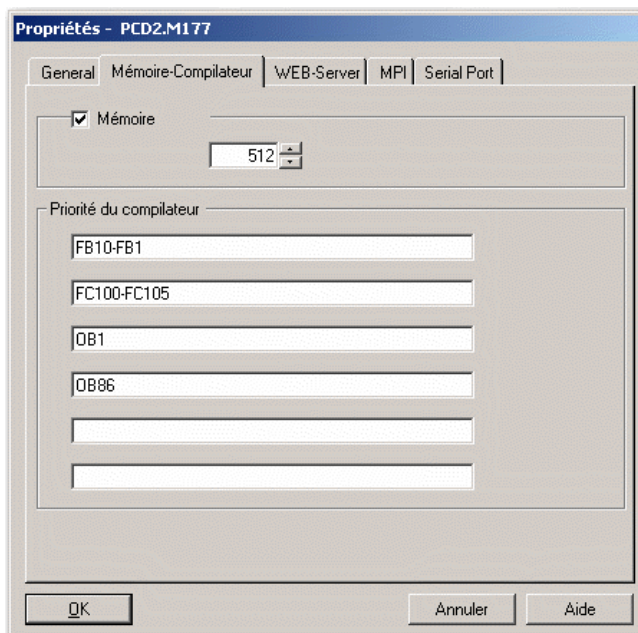 Propriétés - PCD2.M177
General Mémoire-Compilateur WEB-Server MPI Serial Port
Mémoire
512
Priorité du compilateur
FB10-FB1
FC100-FC105
OB1
OB86
OK Annuler Aide